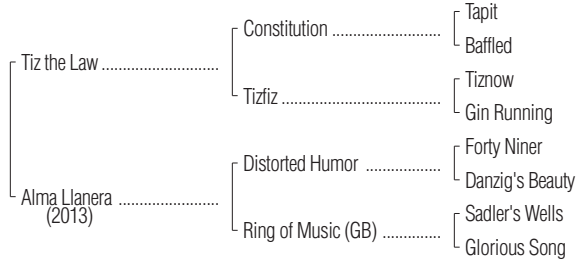 Tapit
Constitution
Baffled
Tiz the Law
Tiznow
Tizfiz
Gin Running
Forty Niner
Distorted Humor
Danzig's Beauty
Alma Llanera
(2013)
Sadler's Wells
Ring of Music (GB)
Glorious Song